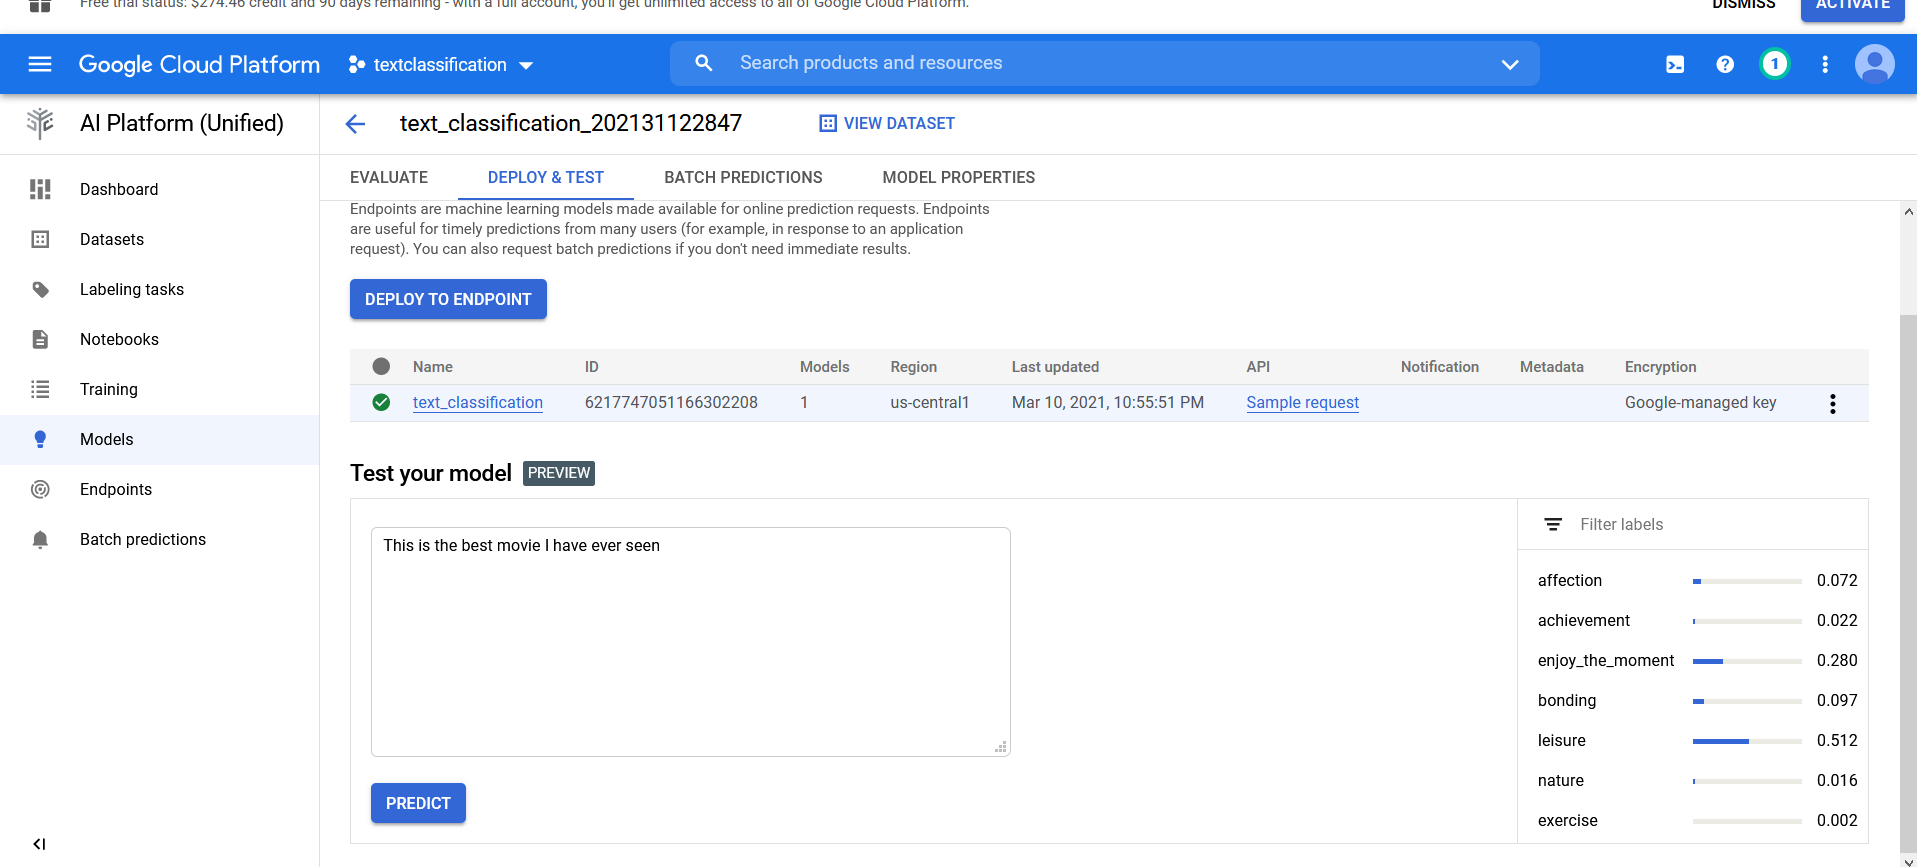 Free trial status: $274.46 credit and 90 days remaining - with a full account, you'll get unlimited access to all of Google Cloud Platform.
DISMISS
ACTIVATE
Google Cloud Platform
textclassification
Search products and resources
1
AI Platform (Unified)
text_classification_202131122847
VIEW DATASET
Dashboard
Datasets
Labeling tasks
Notebooks
Training
Models
Endpoints
Batch predictions
EVALUATE DEPLOY & TEST BATCH PREDICTIONS MODEL PROPERTIES
Endpoints are machine learning models made available for online prediction requests. Endpoints
are useful for timely predictions from many users (for example, in response to an application
request). You can also request batch predictions if you don't need immediate results.
DEPLOY TO ENDPOINT
Name ID Models Region Last updated API Notification Metadata Encryption
text_classification 6217747051166302208 1 us-central1 Mar 10, 2021, 10:55:51 PM Sample request Google-managed key
Test your model PREVIEW
This is the best movie I have ever seen
PREDICT
Filter labels
affection 0.072
achievement 0.022
enjoy_the_moment 0.280
bonding 0.097
leisure 0.512
nature 0.016
exercise 0.002